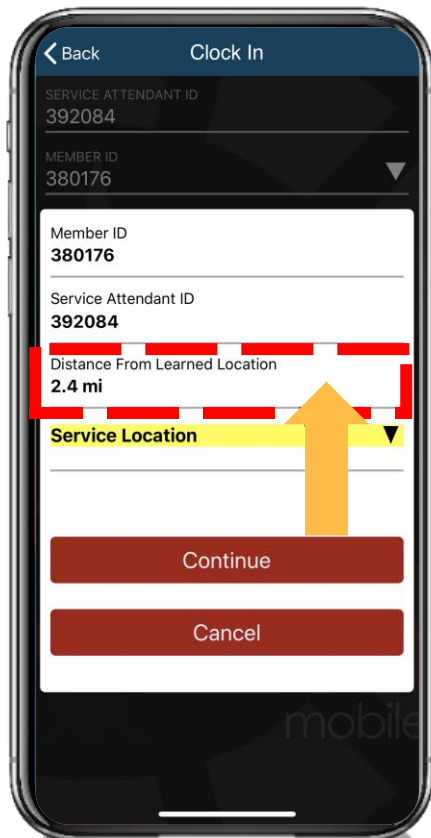 Back
Clock In
SERVICE ATTENDANT ID
392084
MEMBER ID
380176
Member ID
380176
Service Attendant ID
392084
Distance From Learned Location
2.4 mi
Service Location
Continue
Cancel
mobile